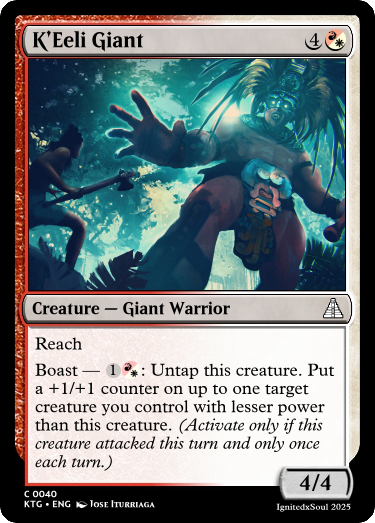 K'Eeli Giant 4
Creature — Giant Warrior
Reach
Boast — 1: Untap this creature. Put
a +1/+1 counter on up to one target
creature you control with lesser power
than this creature. (Activate only if this
creature attacked this turn and only once
each turn.)
4/4
C 0040
KTG • ENG Jose Iturriaga
IgnitedxSoul 2025